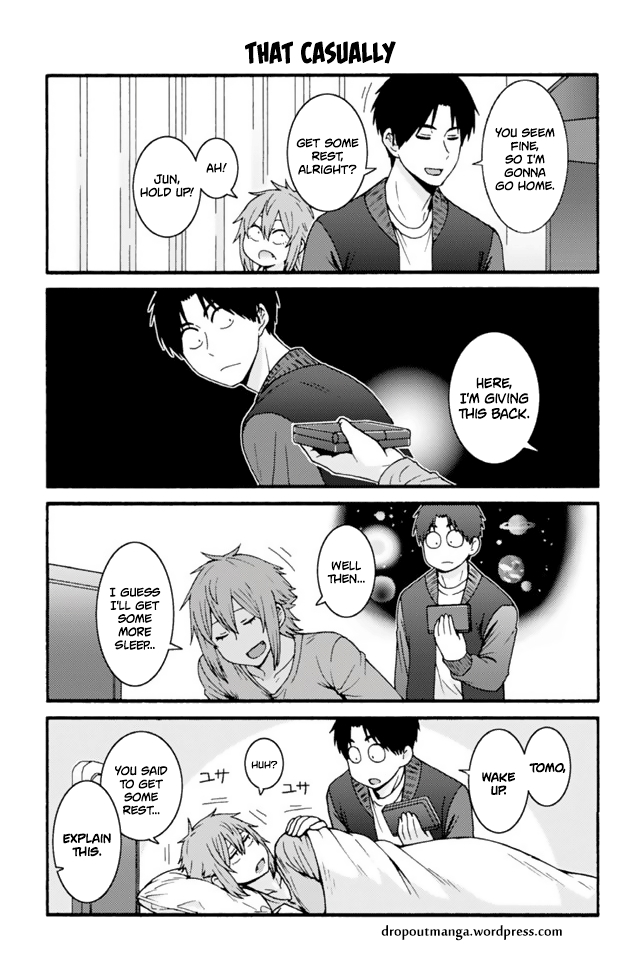 THAT CASUALLY
YOU SEEM
FINE,
SO I'M
GONNA
GO HOME.
GET SOME
REST,
ALRIGHT?
AH!
JUN,
HOLD UP!
HERE,
I'M GIVING
THIS BACK.
WELL
THEN...
I GUESS
I'LL GET
SOME
MORE
SLEEP...
TOMO,
WAKE
UP.
HUH?
ユサ
ユサ
YOU SAID
TO GET
SOME
REST...
EXPLAIN
THIS.
dropoutmanga.wordpress.com